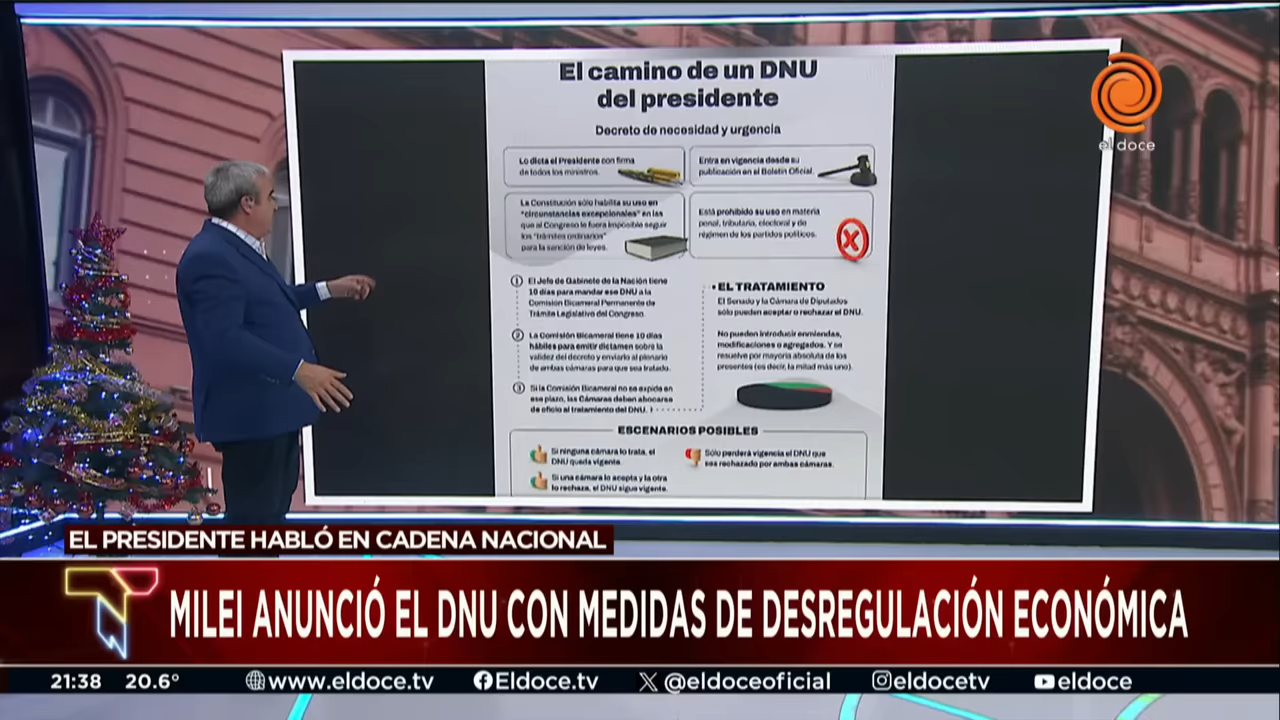 El camino de un DNU
del presidente
Decreto de necesidad y urgencia
Lo dicta el Presidente con firma
de todos los ministros.
Entra en vigencia desde su
publicación en el Boletín Oficial.
La Constitución sólo habilita su uso en
"circunstancias excepcionales" en las
que al Congreso le fuera imposible seguir
los "trámites ordinarios"
para la sanción de leyes.
Está prohibido su uso en materia
penal, tributaria, electoral y de
régimen de los partidos políticos.
1 El Jefe de Gabinete de la Nación tiene
10 días para mandar ese DNU a la
Comisión Bicameral Permanente de
Trámite Legislativo del Congreso.
2 La Comisión Bicameral tiene 10 días
hábiles para emitir dictamen sobre la
validez del decreto y enviarlo al plenario
de ambas cámaras para que sea tratado.
3 Si la Comisión Bicameral no se expide en
ese plazo, las Cámaras deben abocarse
de oficio al tratamiento del DNU.
• EL TRATAMIENTO
El Senado y la Cámara de Diputados
sólo pueden aceptar o rechazar el DNU.
No pueden introducir enmiendas,
modificaciones o agregados. Y se
resuelve por mayoría absoluta de los
presentes (es decir, la mitad más uno).
ESCENARIOS POSIBLES
Si ninguna cámara lo trata, el
DNU queda vigente.
Si una cámara lo acepta y la otra
lo rechaza, el DNU sigue vigente.
Sólo perderá vigencia el DNU que
sea rechazado por ambas cámaras.
el doce
EL PRESIDENTE HABLÓ EN CADENA NACIONAL
MILEI ANUNCIÓ EL DNU CON MEDIDAS DE DESREGULACIÓN ECONÓMICA
21:38 20.6° www.eldoce.tv Eldoce.tv @eldoceoficial eldocetv eldoce